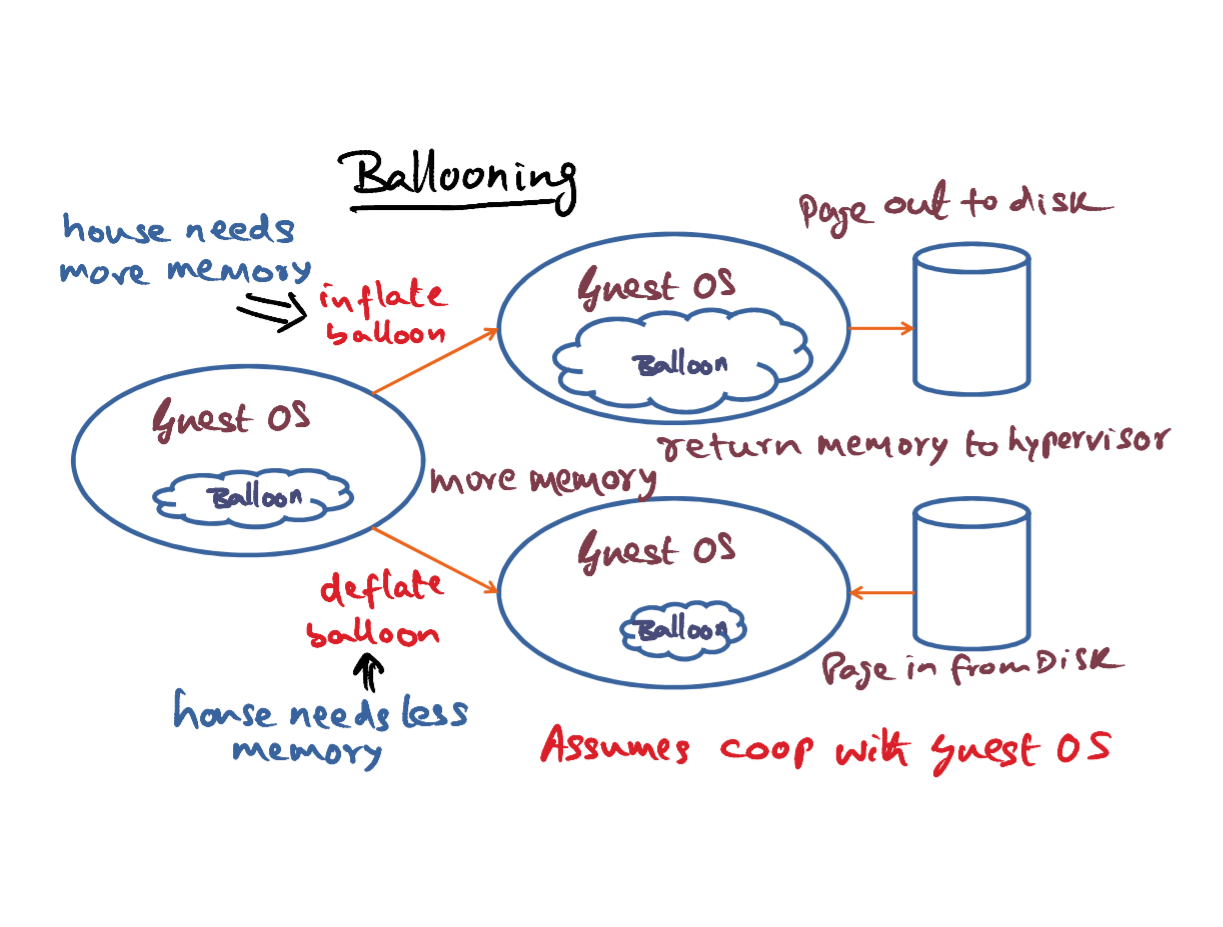 Ballooning
house needs
more memory
inflate
balloon
Guest OS
Balloon
Page out to disk
Guest OS
Balloon
return memory to hypervisor
more memory
Guest OS
Balloon
Page in from Disk
deflate
balloon
house needs less
memory
Assumes coop with guest OS